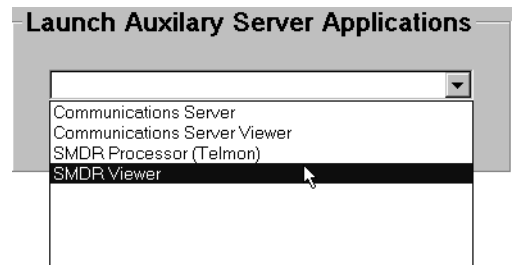 Launch Auxilary Server Applications
Communications Server
Communications Server Viewer
SMDR Processor (Telmon)
SMDR Viewer